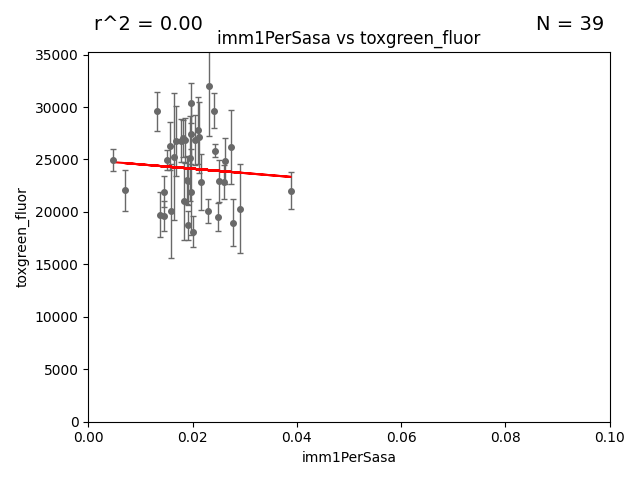 r^2 = 0.00
N = 39
imm1PerSasa vs toxgreen_fluor
toxgreen_fluor
35000
30000
25000
20000
15000
10000
5000
0
0.00
0.02
0.04
0.06
0.08
0.10
imm1PerSasa